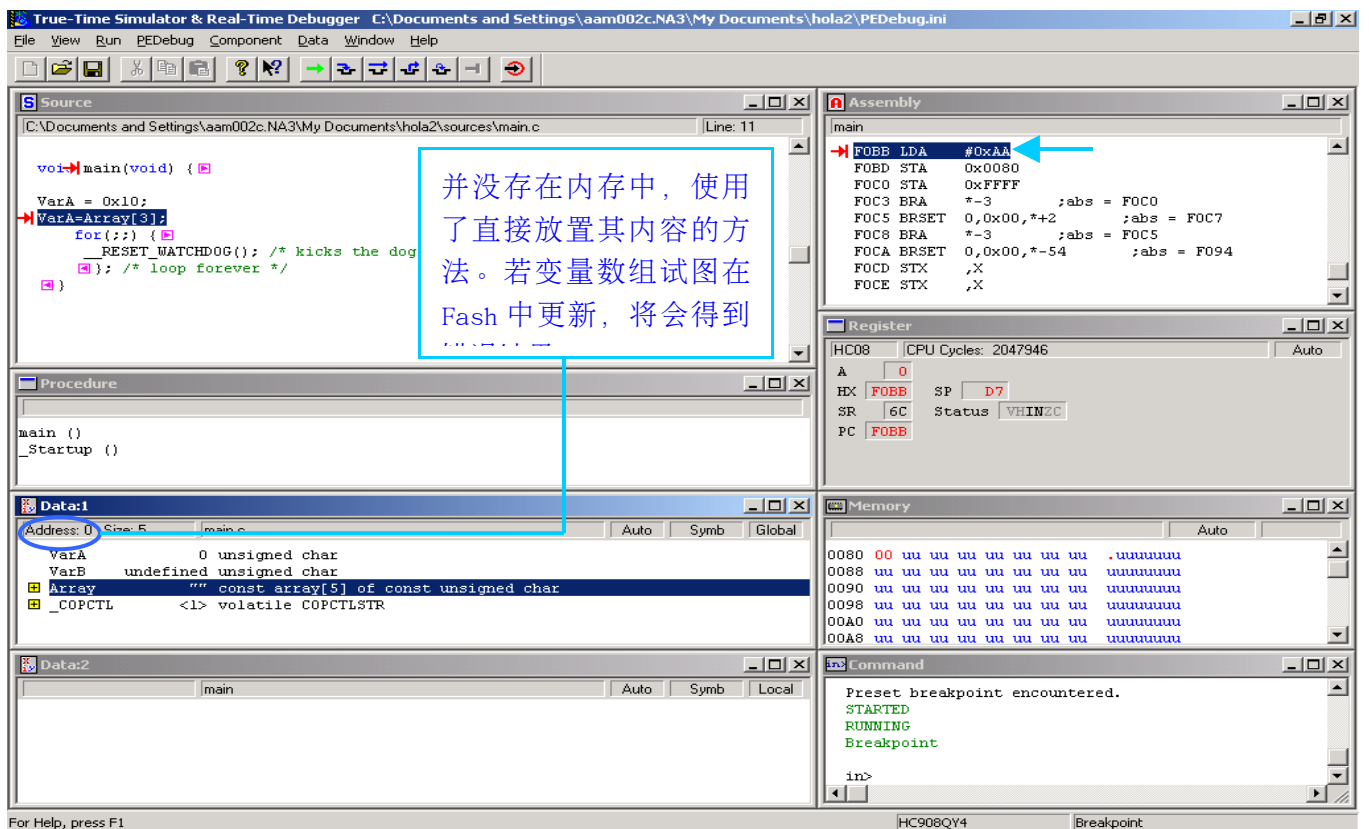 True-Time Simulator & Real-Time Debugger C:\Documents and Settings\aam002c.NA3\My Documents\hola2\PEDebug.ini
File View Run PEDebug Component Data Window Help
Source
C:\Documents and Settings\aam002c.NA3\My Documents\hola2\sources\main.c Line: 11
voi main(void) {
VarA = 0x10;
VarA=Array[3];
for(;;) {
__RESET_WATCHDOG(); /* kicks the dog
}; /* loop forever */
}
并没存在内存中，使用
了直接放置其内容的方
法。若变量数组试图在
Fash 中更新，将会得到
Assembly
main
F0BB LDA #0xAA
F0BD STA 0x0080
F0C0 STA 0xFFFF
F0C3 BRA *-3 ;abs = F0C0
F0C5 BRSET 0,0x00,*+2 ;abs = F0C7
F0C8 BRA *-3 ;abs = F0C5
F0CA BRSET 0,0x00,*-54 ;abs = F094
F0CD STX ,X
F0CE STX ,X
Register
HC08 CPU Cycles: 2047946 Auto
A 0
HX F0BB SP D7
SR 6C Status VHINZC
PC F0BB
Procedure
main ()
_Startup ()
Data:1
Address: 0 Size: 5 main.c Auto Symb Global
VarA 0 unsigned char
VarB undefined unsigned char
Array "" const array[5] of const unsigned char
_COPCTL <1> volatile COPCTLSTR
Memory
Auto
0080 00 uu uu uu uu uu uu uu .uuuuuuu
0088 uu uu uu uu uu uu uu uu uuuuuuuu
0090 uu uu uu uu uu uu uu uu uuuuuuuu
0098 uu uu uu uu uu uu uu uu uuuuuuuu
00A0 uu uu uu uu uu uu uu uu uuuuuuuu
00A8 uu uu uu uu uu uu uu uu uuuuuuuu
Data:2
main Auto Symb Local
Command
Preset breakpoint encountered.
STARTED
RUNNING
Breakpoint
in>
For Help, press F1 HC908QY4 Breakpoint